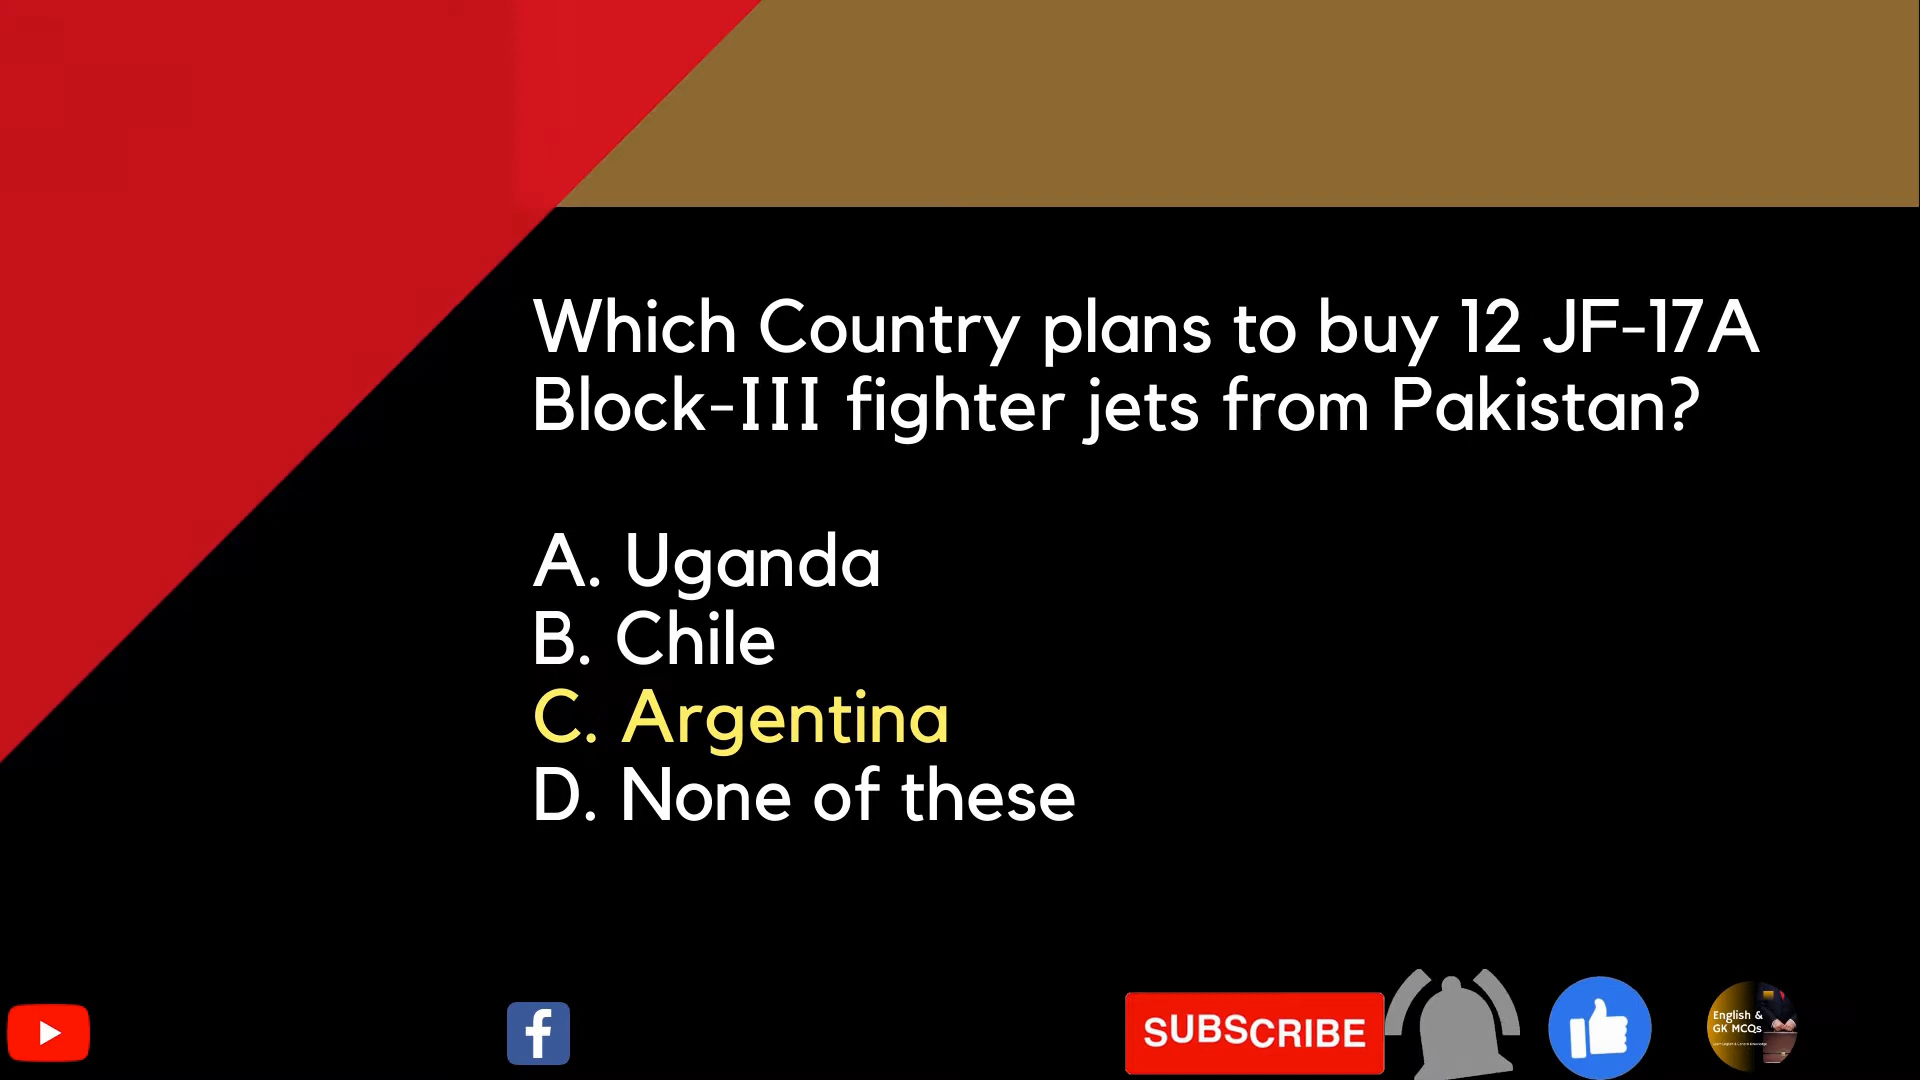 Which Country plans to buy 12 JF-17A
Block-III fighter jets from Pakistan?
A. Uganda
B. Chile
C. Argentina
D. None of these
SUBSCRIBE
English &
GK MCQs